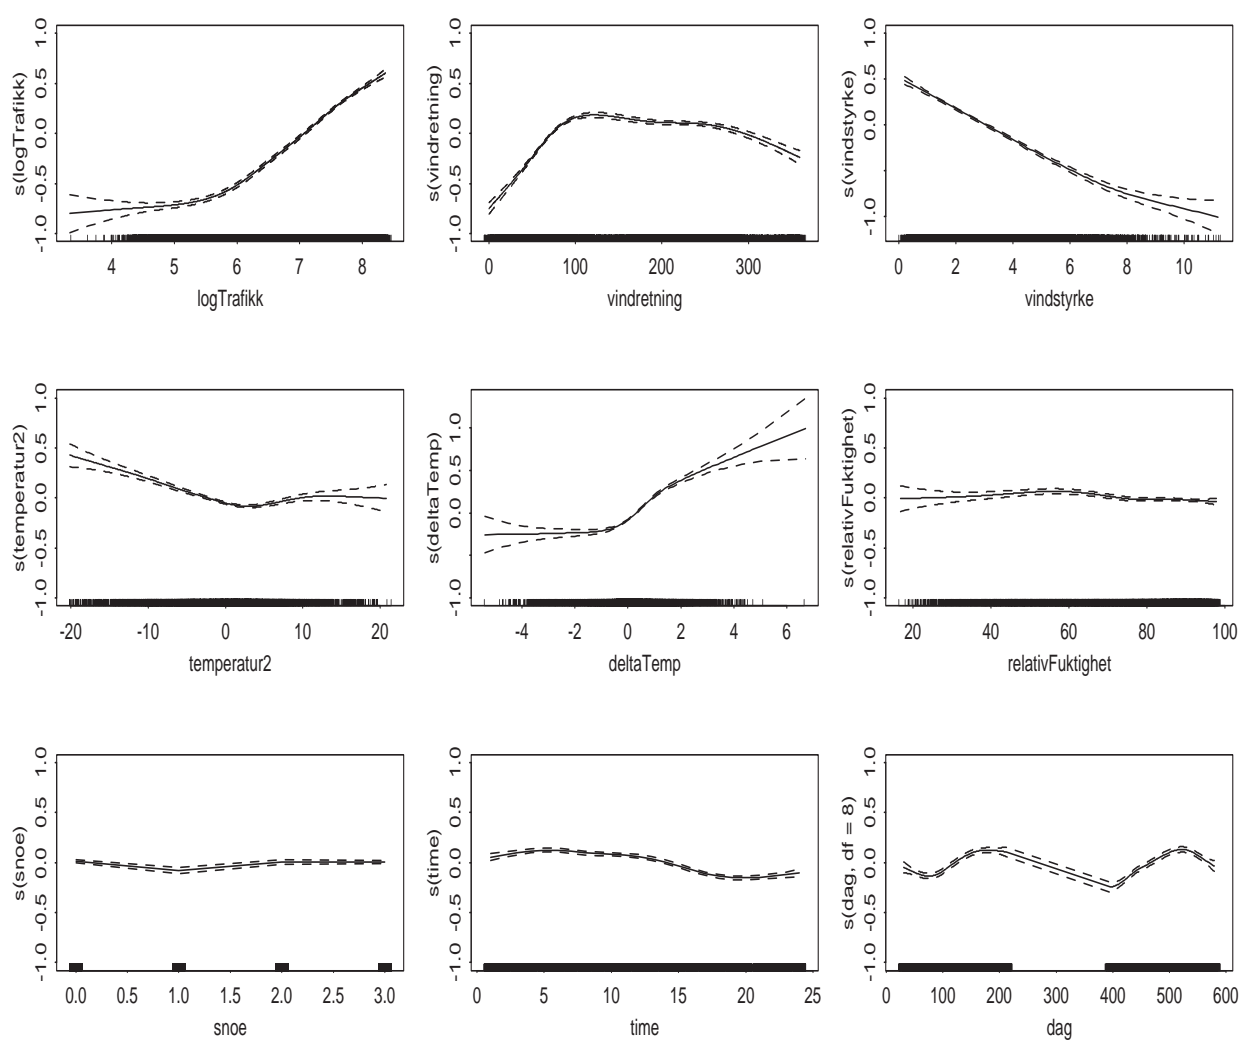 s(logTrafikk)
-1.0 -0.5 0.0 0.5 1.0
4 5 6 7 8
logTrafikk
s(vindretning)
-1.0 -0.5 0.0 0.5 1.0
0 100 200 300
vindretning
s(vindstyrke)
-1.0 0.0 0.5 1.0
0 2 4 6 8 10
vindstyrke
s(temperatur2)
-1.0 -0.5 0.0 0.5 1.0
-20 -10 0 10 20
temperatur2
s(deltaTemp)
-1.0 0.0 0.5 1.0
-4 -2 0 2 4 6
deltaTemp
s(relativFuktighet)
-1.0 -0.5 0.0 0.5 1.0
20 40 60 80 100
relativFuktighet
s(snoe)
-1.0 -0.5 0.0 0.5 1.0
0.0 0.5 1.0 1.5 2.0 2.5 3.0
snoe
s(time)
-1.0 -0.5 0.0 0.5 1.0
0 5 10 15 20 25
time
s(dag, df = 8)
-1.0 -0.5 0.0 0.5 1.0
0 100 200 300 400 500 600
dag